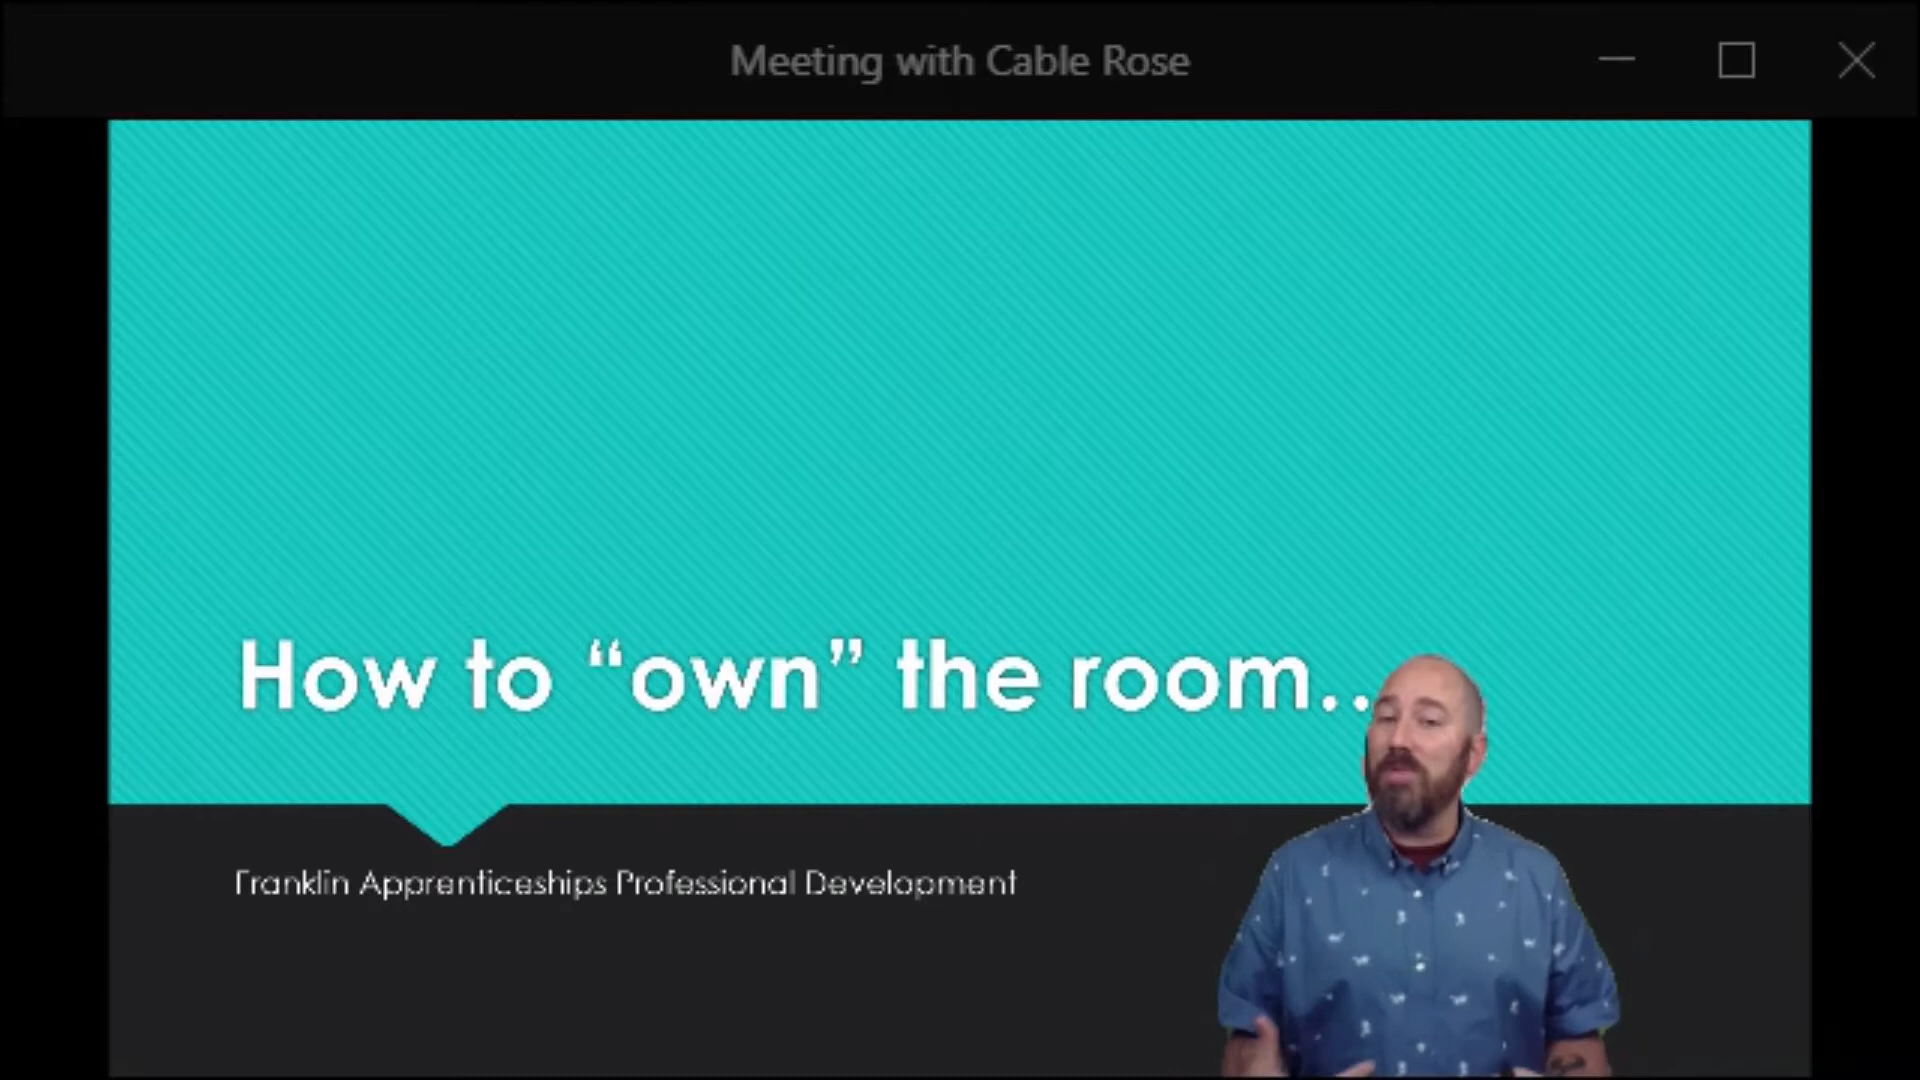 Meeting with Cable Rose
How to “own” the room..
Franklin Apprenticeships Professional Development